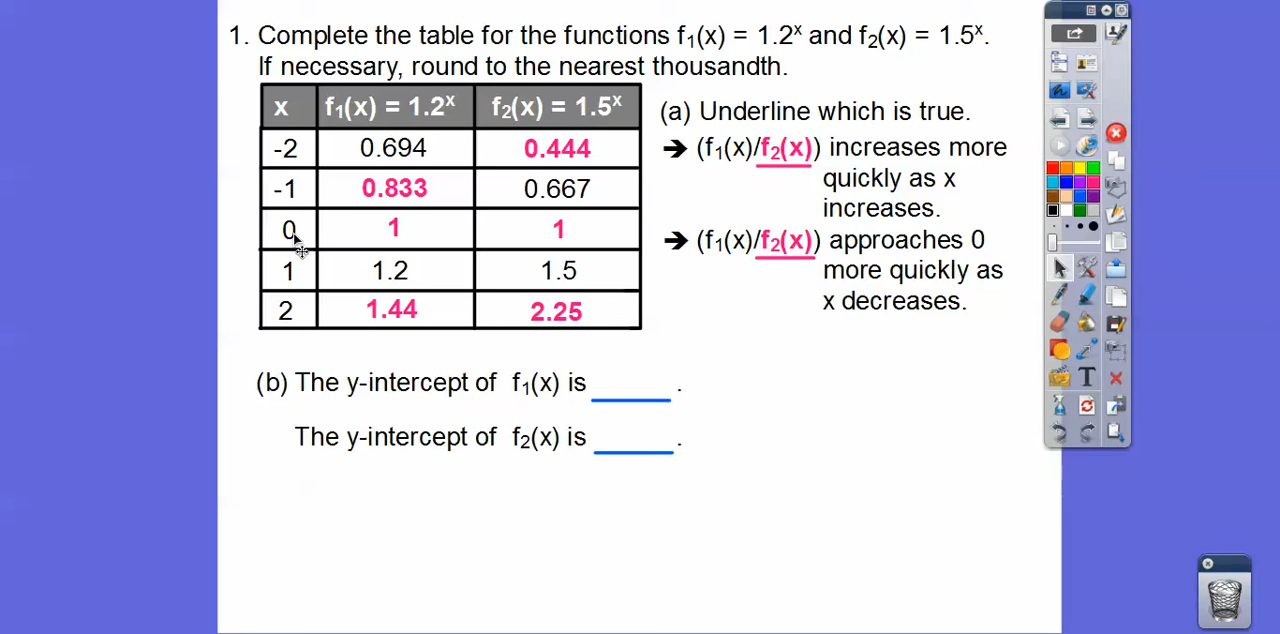 1. Complete the table for the functions f₁(x) = 1.2ˣ and f₂(x) = 1.5ˣ.
If necessary, round to the nearest thousandth.
x f₁(x) = 1.2ˣ f₂(x) = 1.5ˣ
-2 0.694 0.444
-1 0.833 0.667
0 1 1
1 1.2 1.5
2 1.44 2.25
(a) Underline which is true.
➔ (f₁(x)/f₂(x)) increases more
quickly as x
increases.
➔ (f₁(x)/f₂(x)) approaches 0
more quickly as
x decreases.
(b) The y-intercept of f₁(x) is ______ .
The y-intercept of f₂(x) is ______ .
T